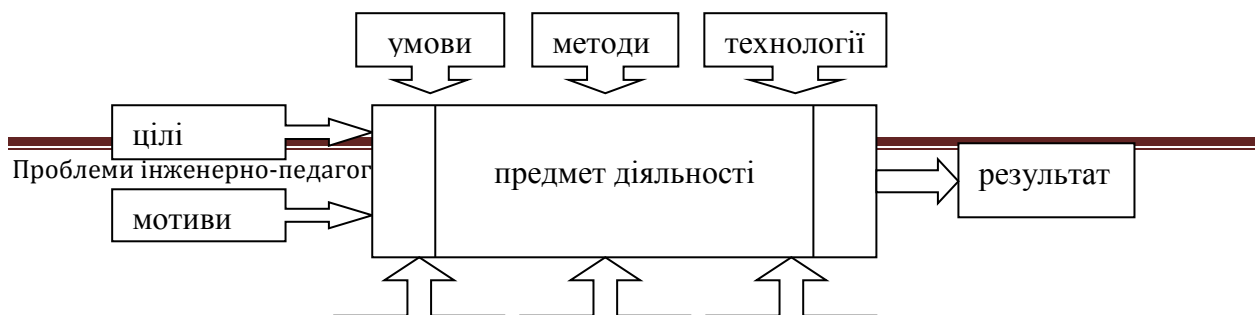 умови методи технології
цілі
Проблеми інженерно-педагог
предмет діяльності
результат
мотиви